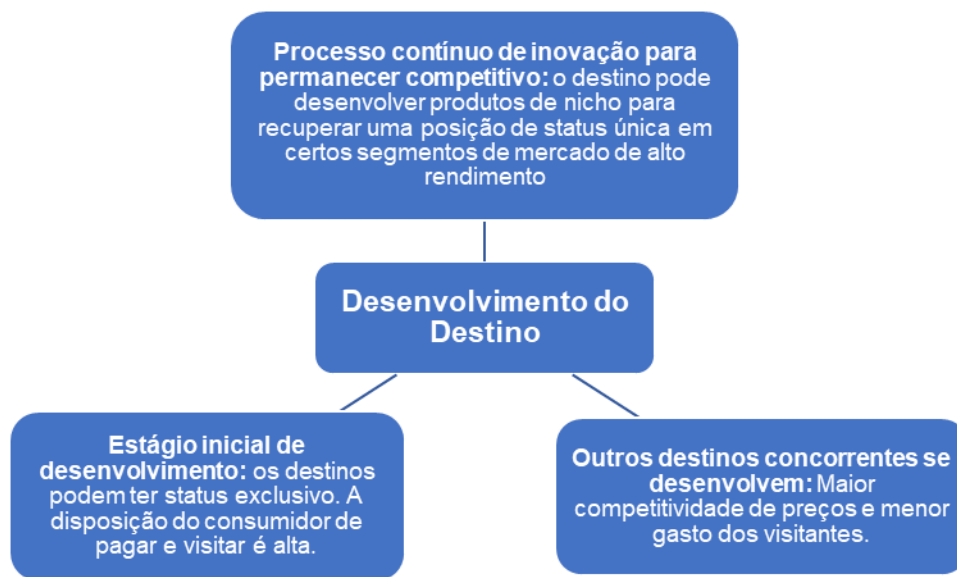 Processo contínuo de inovação para
permanecer competitivo: o destino pode
desenvolver produtos de nicho para
recuperar uma posição de status única em
certos segmentos de mercado de alto
rendimento
Desenvolvimento do
Destino
Estágio inicial de
desenvolvimento: os destinos
podem ter status exclusivo. A
disposição do consumidor de
pagar e visitar é alta.
Outros destinos concorrentes se
desenvolvem: Maior
competitividade de preços e menor
gasto dos visitantes.